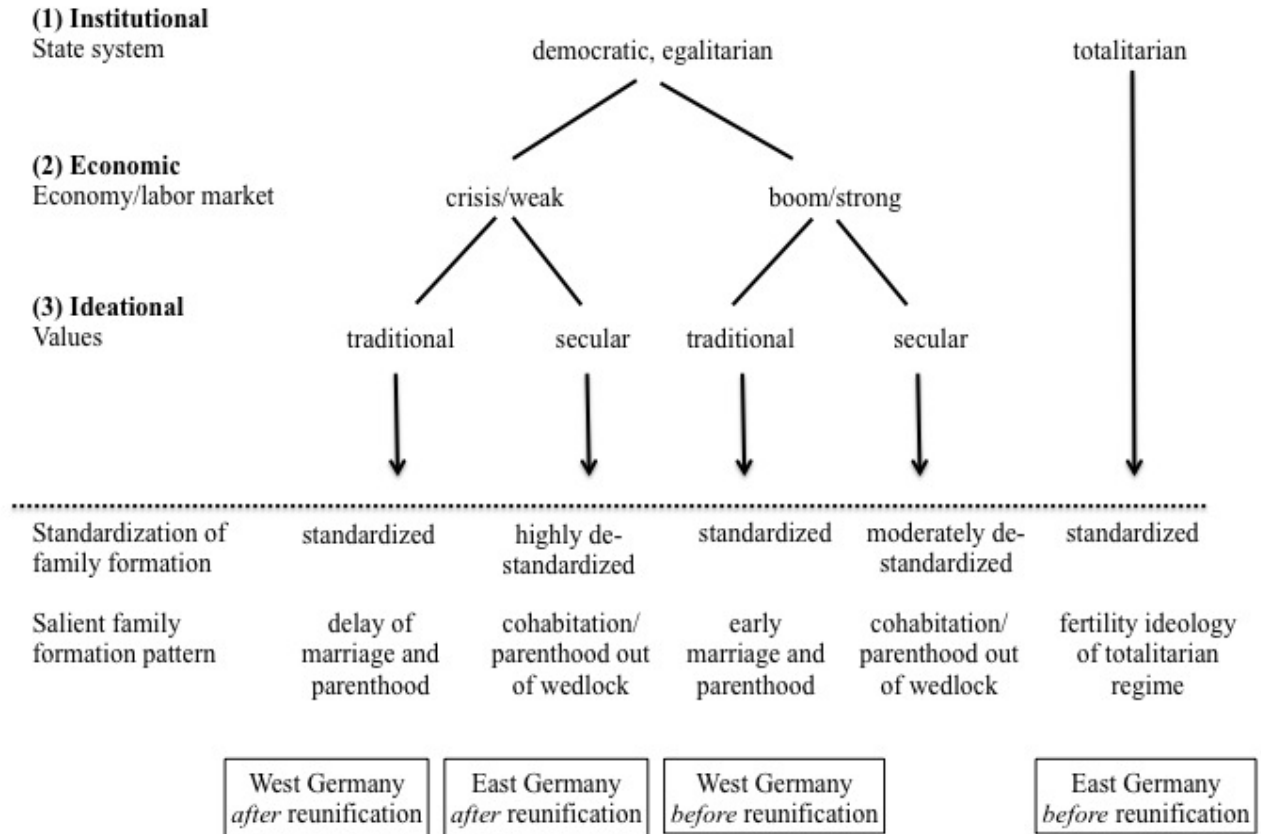 (1) Institutional
State system
democratic, egalitarian
totalitarian
(2) Economic
Economy/labor market
crisis/weak
boom/strong
(3) Ideational
Values
traditional
secular
traditional
secular
Standardization of
family formation
standardized
highly de-
standardized
standardized
moderately de-
standardized
standardized
Salient family
formation pattern
delay of
marriage and
parenthood
cohabitation/
parenthood out
of wedlock
early
marriage and
parenthood
cohabitation/
parenthood out
of wedlock
fertility ideology
of totalitarian
regime
West Germany
after reunification
East Germany
after reunification
West Germany
before reunification
East Germany
before reunification